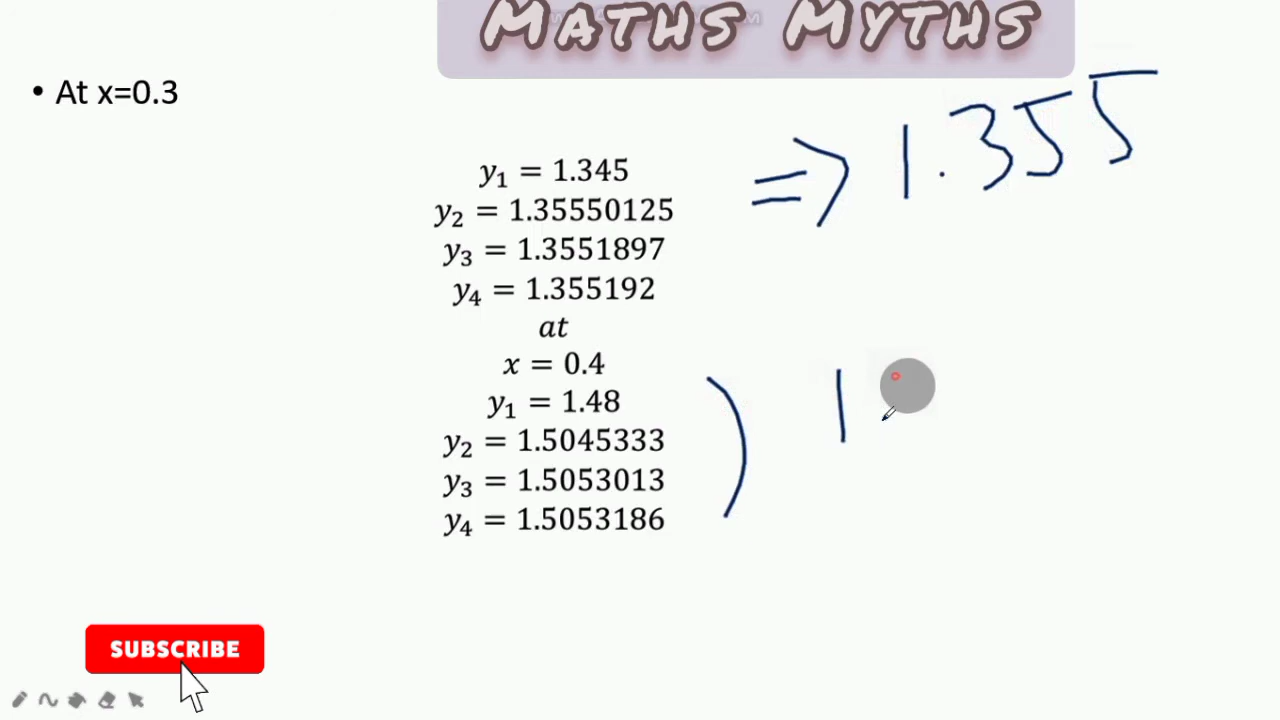 MATHS MYTHS
• At x=0.3
y₁ = 1.345
y₂ = 1.35550125
y₃ = 1.3551897
y₄ = 1.355192
=> 1.355
at
x = 0.4
y₁ = 1.48
y₂ = 1.5045333
y₃ = 1.5053013
y₄ = 1.5053186
) 1
SUBSCRIBE